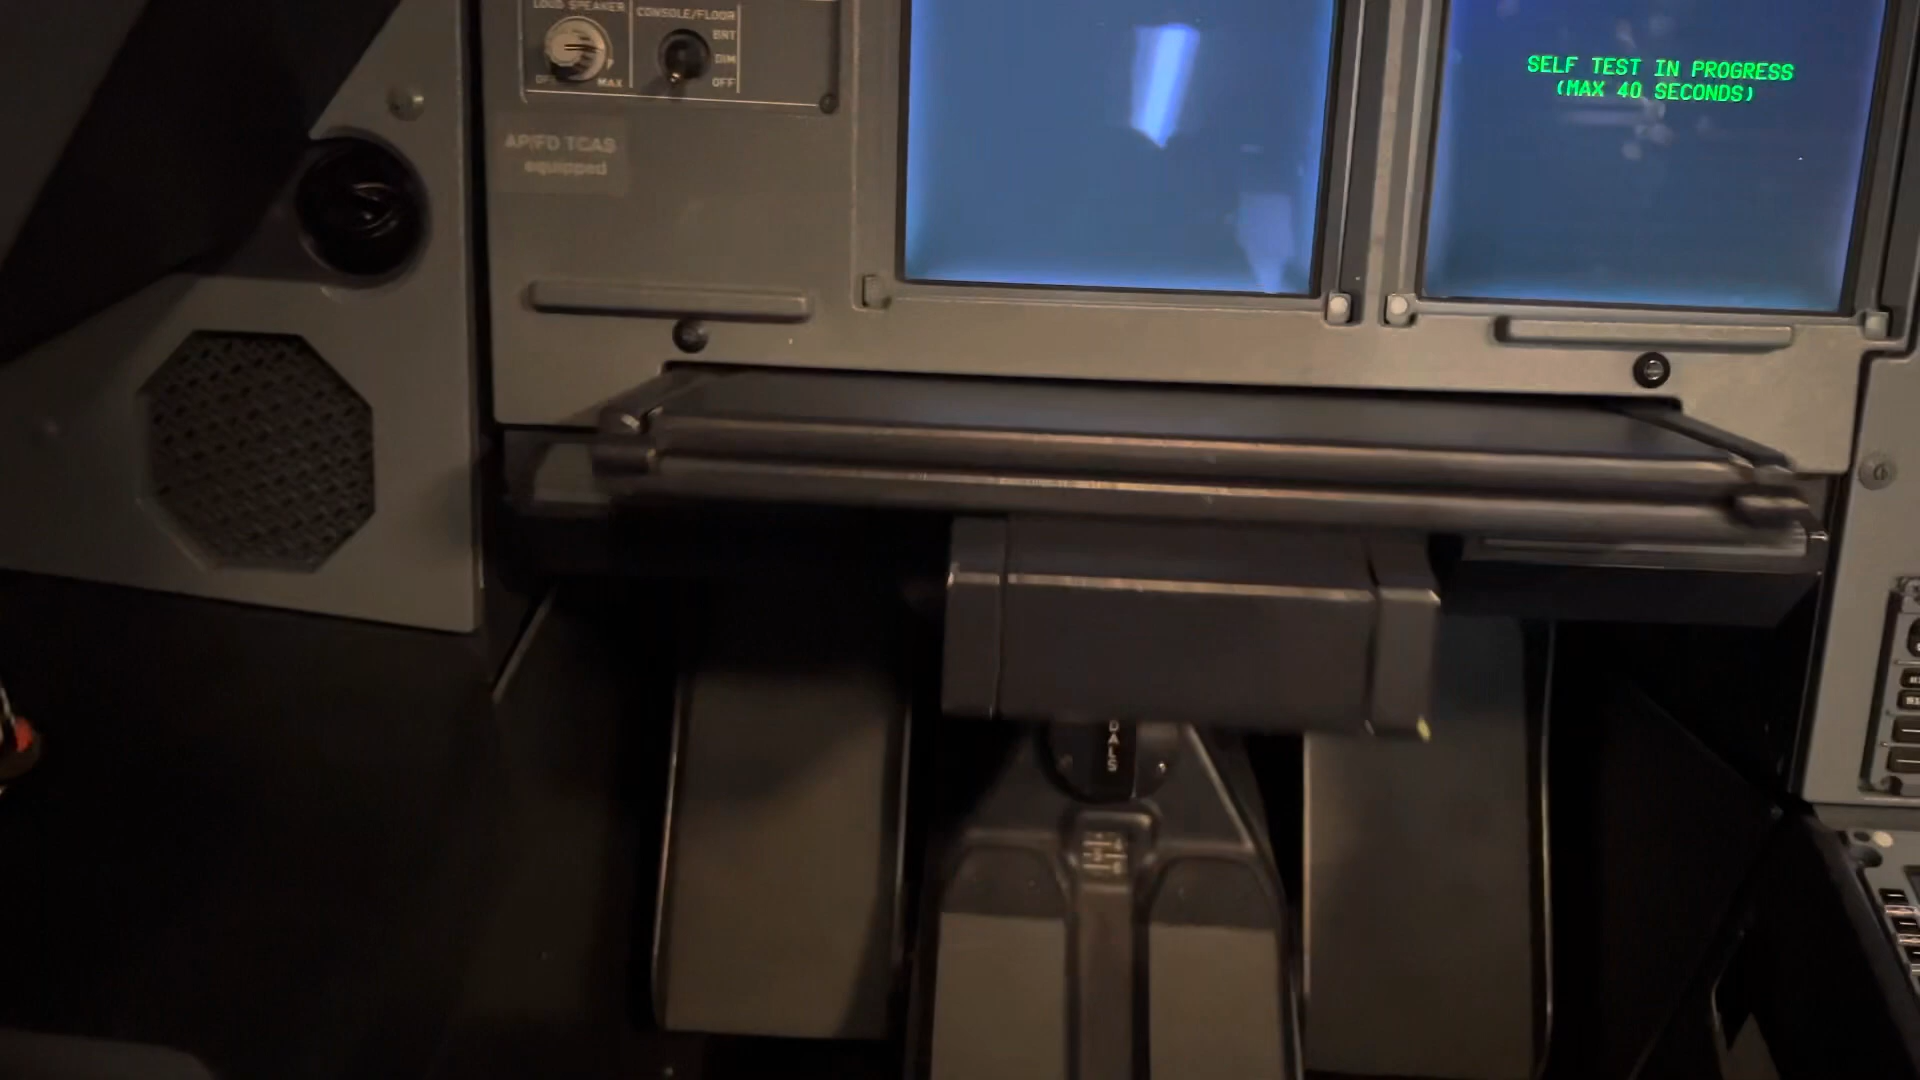 LOUD SPEAKER
CONSOLE/FLOOR
BRT
DIM
OFF
MAX
AP/FD TCAS
equipped
SELF TEST IN PROGRESS
(MAX 40 SECONDS)